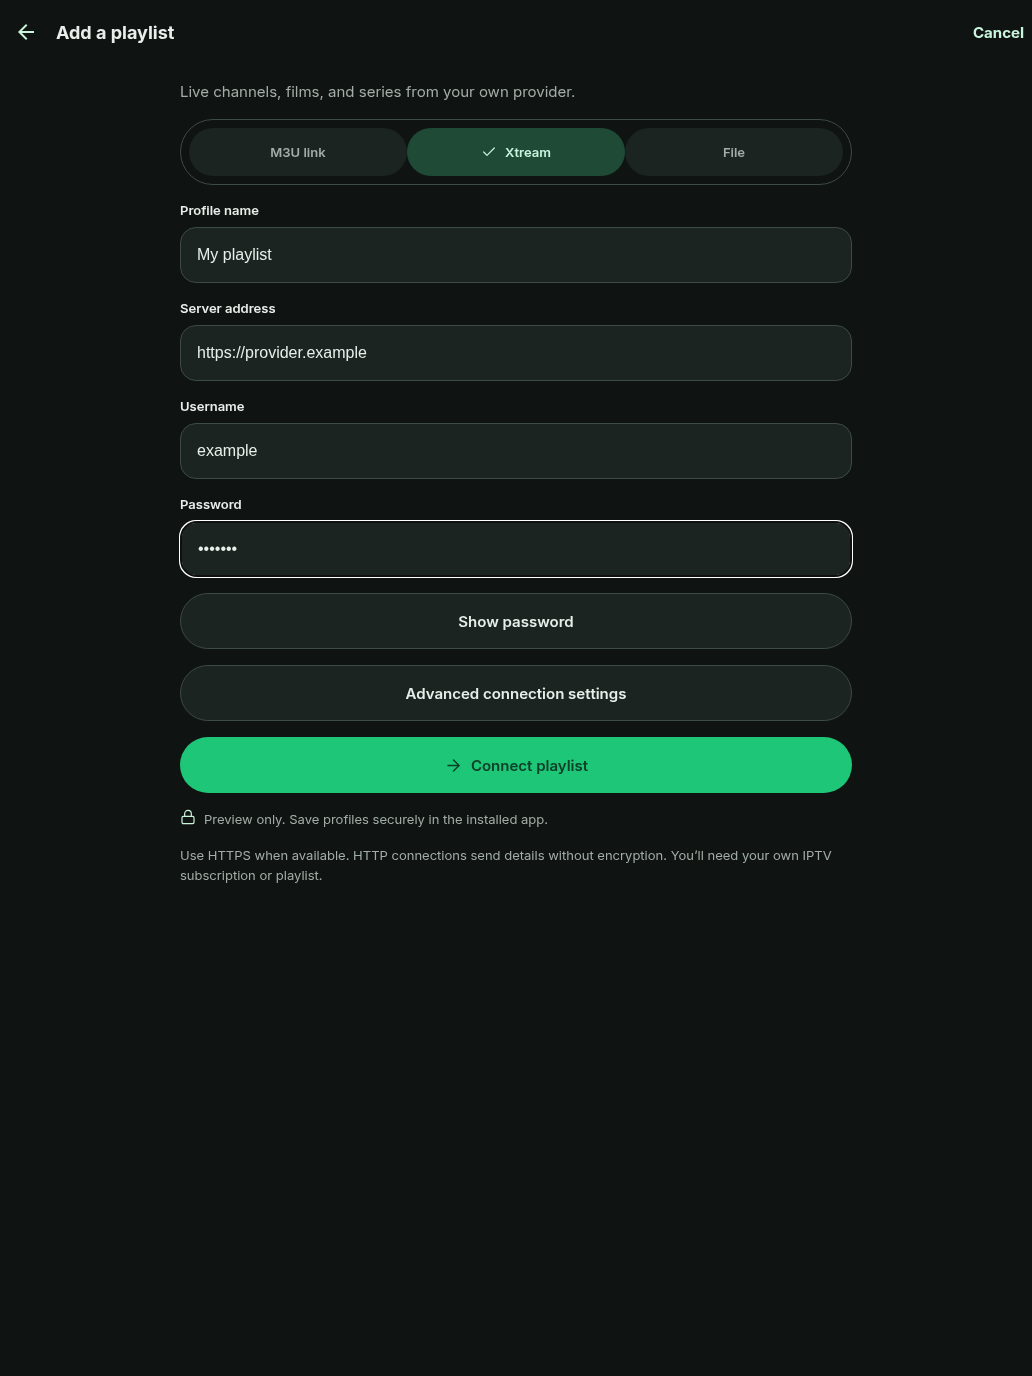 Add a playlist
Cancel
Live channels, films, and series from your own provider.
M3U link
Xtream
File
Profile name
My playlist
Server address
https://provider.example
Username
example
Password
•••••••
Show password
Advanced connection settings
Connect playlist
Preview only. Save profiles securely in the installed app.
Use HTTPS when available. HTTP connections send details without encryption. You’ll need your own IPTV
subscription or playlist.